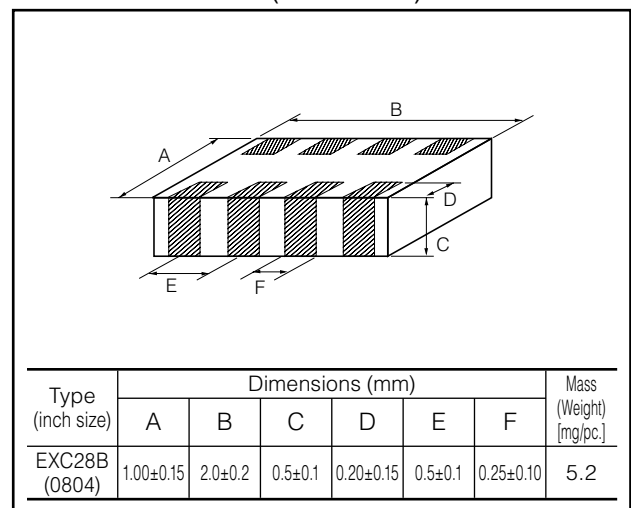 B
A
D
C
E
F
Type
(inch size)
Dimensions (mm)
Mass
(Weight)
[mg/pc.]
A B C D E F
EXC28B
(0804)
1.00±0.15 2.0±0.2 0.5±0.1 0.20±0.15 0.5±0.1 0.25±0.10 5.2